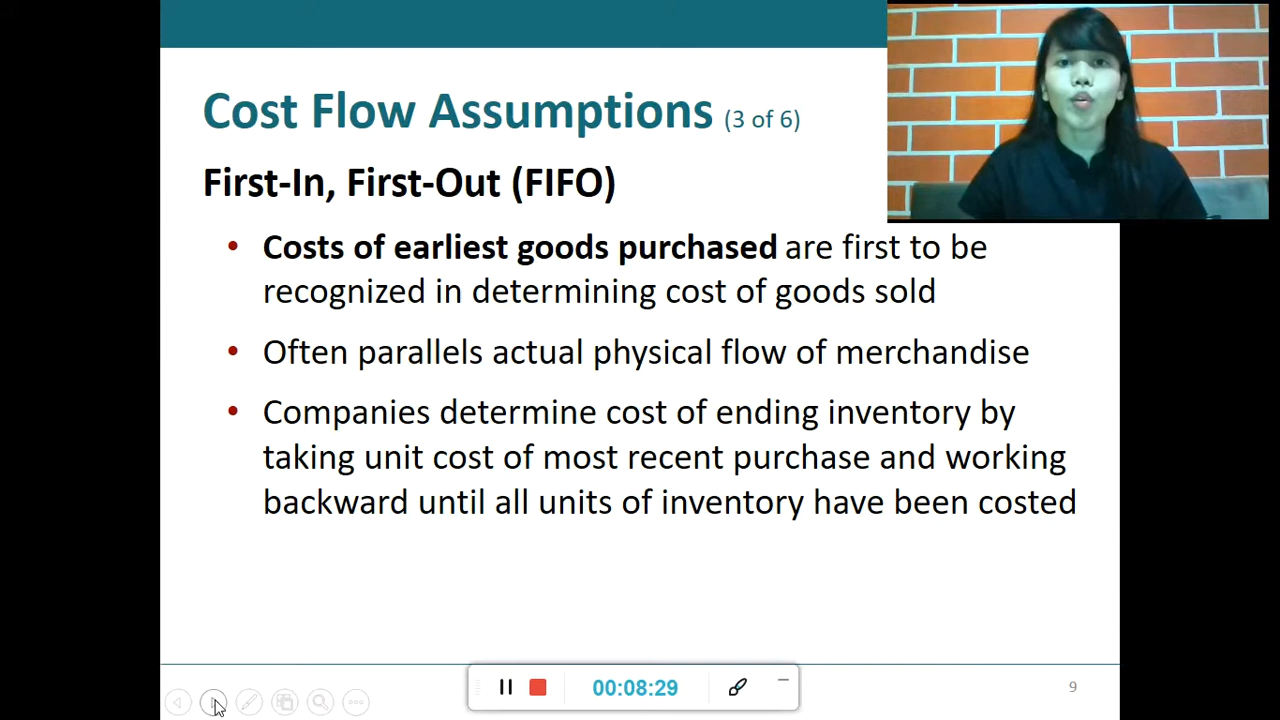 Cost Flow Assumptions (3 of 6)
First-In, First-Out (FIFO)
• Costs of earliest goods purchased are first to be
recognized in determining cost of goods sold
• Often parallels actual physical flow of merchandise
• Companies determine cost of ending inventory by
taking unit cost of most recent purchase and working
backward until all units of inventory have been costed
00:08:29
9